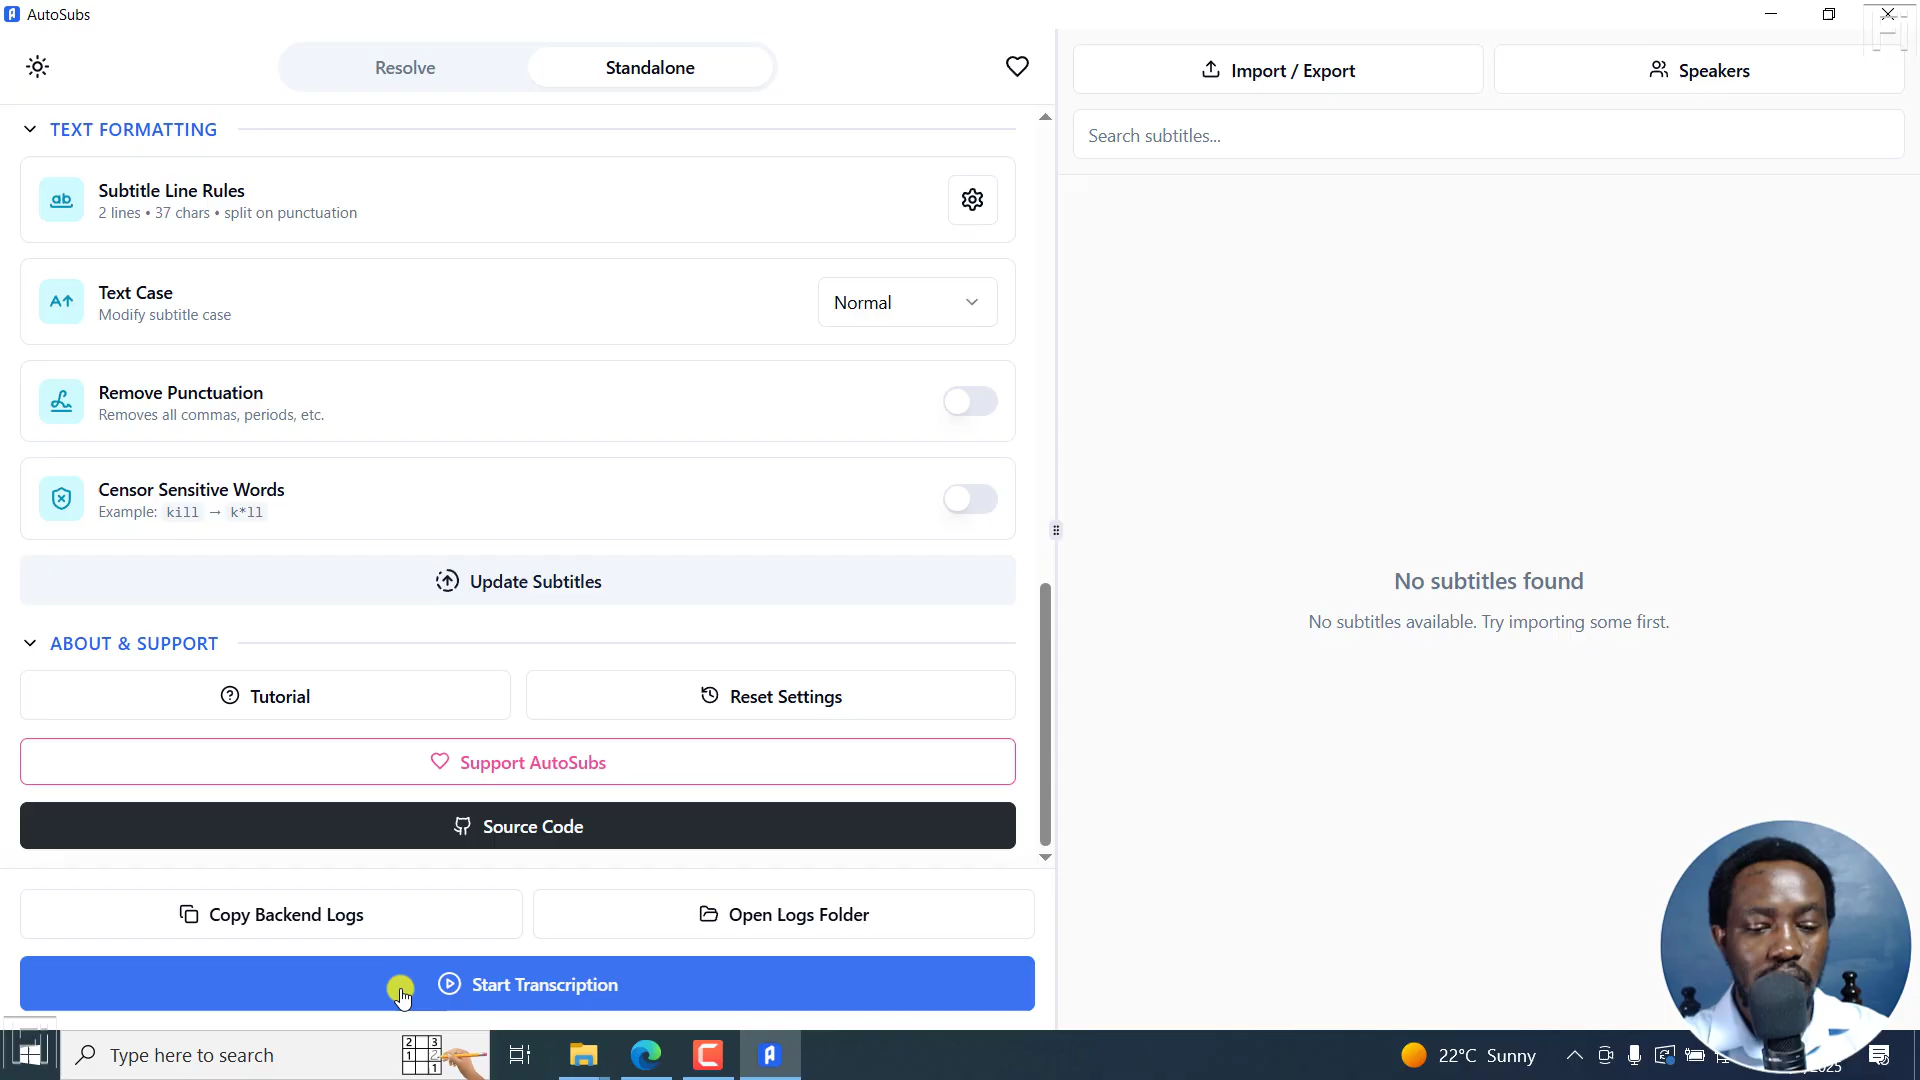 AutoSubs
Resolve
Standalone
Import / Export
Speakers
Search subtitles...
TEXT FORMATTING
ab
Subtitle Line Rules
2 lines • 37 chars • split on punctuation
A
Text Case
Modify subtitle case
Normal
Remove Punctuation
Removes all commas, periods, etc.
Censor Sensitive Words
Example: kill → k*ll
Update Subtitles
No subtitles found
No subtitles available. Try importing some first.
ABOUT & SUPPORT
Tutorial
Reset Settings
Support AutoSubs
Source Code
Copy Backend Logs
Open Logs Folder
Start Transcription
Type here to search
22°C Sunny